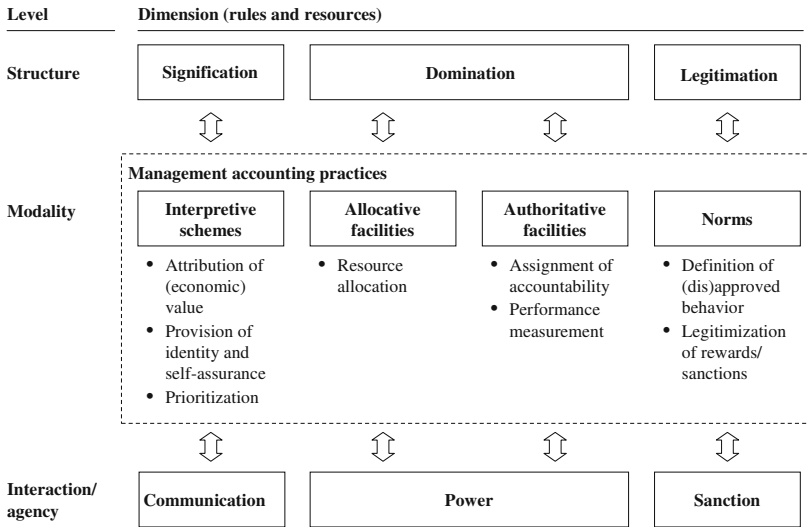 Level
Dimension (rules and resources)
Structure
Signification
Domination
Legitimation
Management accounting practices
Modality
Interpretive
schemes
Allocative
facilities
Authoritative
facilities
Norms
• Attribution of
(economic)
value
• Provision of
identity and
self-assurance
• Prioritization
• Resource
allocation
• Assignment of
accountability
• Performance
measurement
• Definition of
(dis)approved
behavior
• Legitimization
of rewards/
sanctions
Interaction/
agency
Communication
Power
Sanction